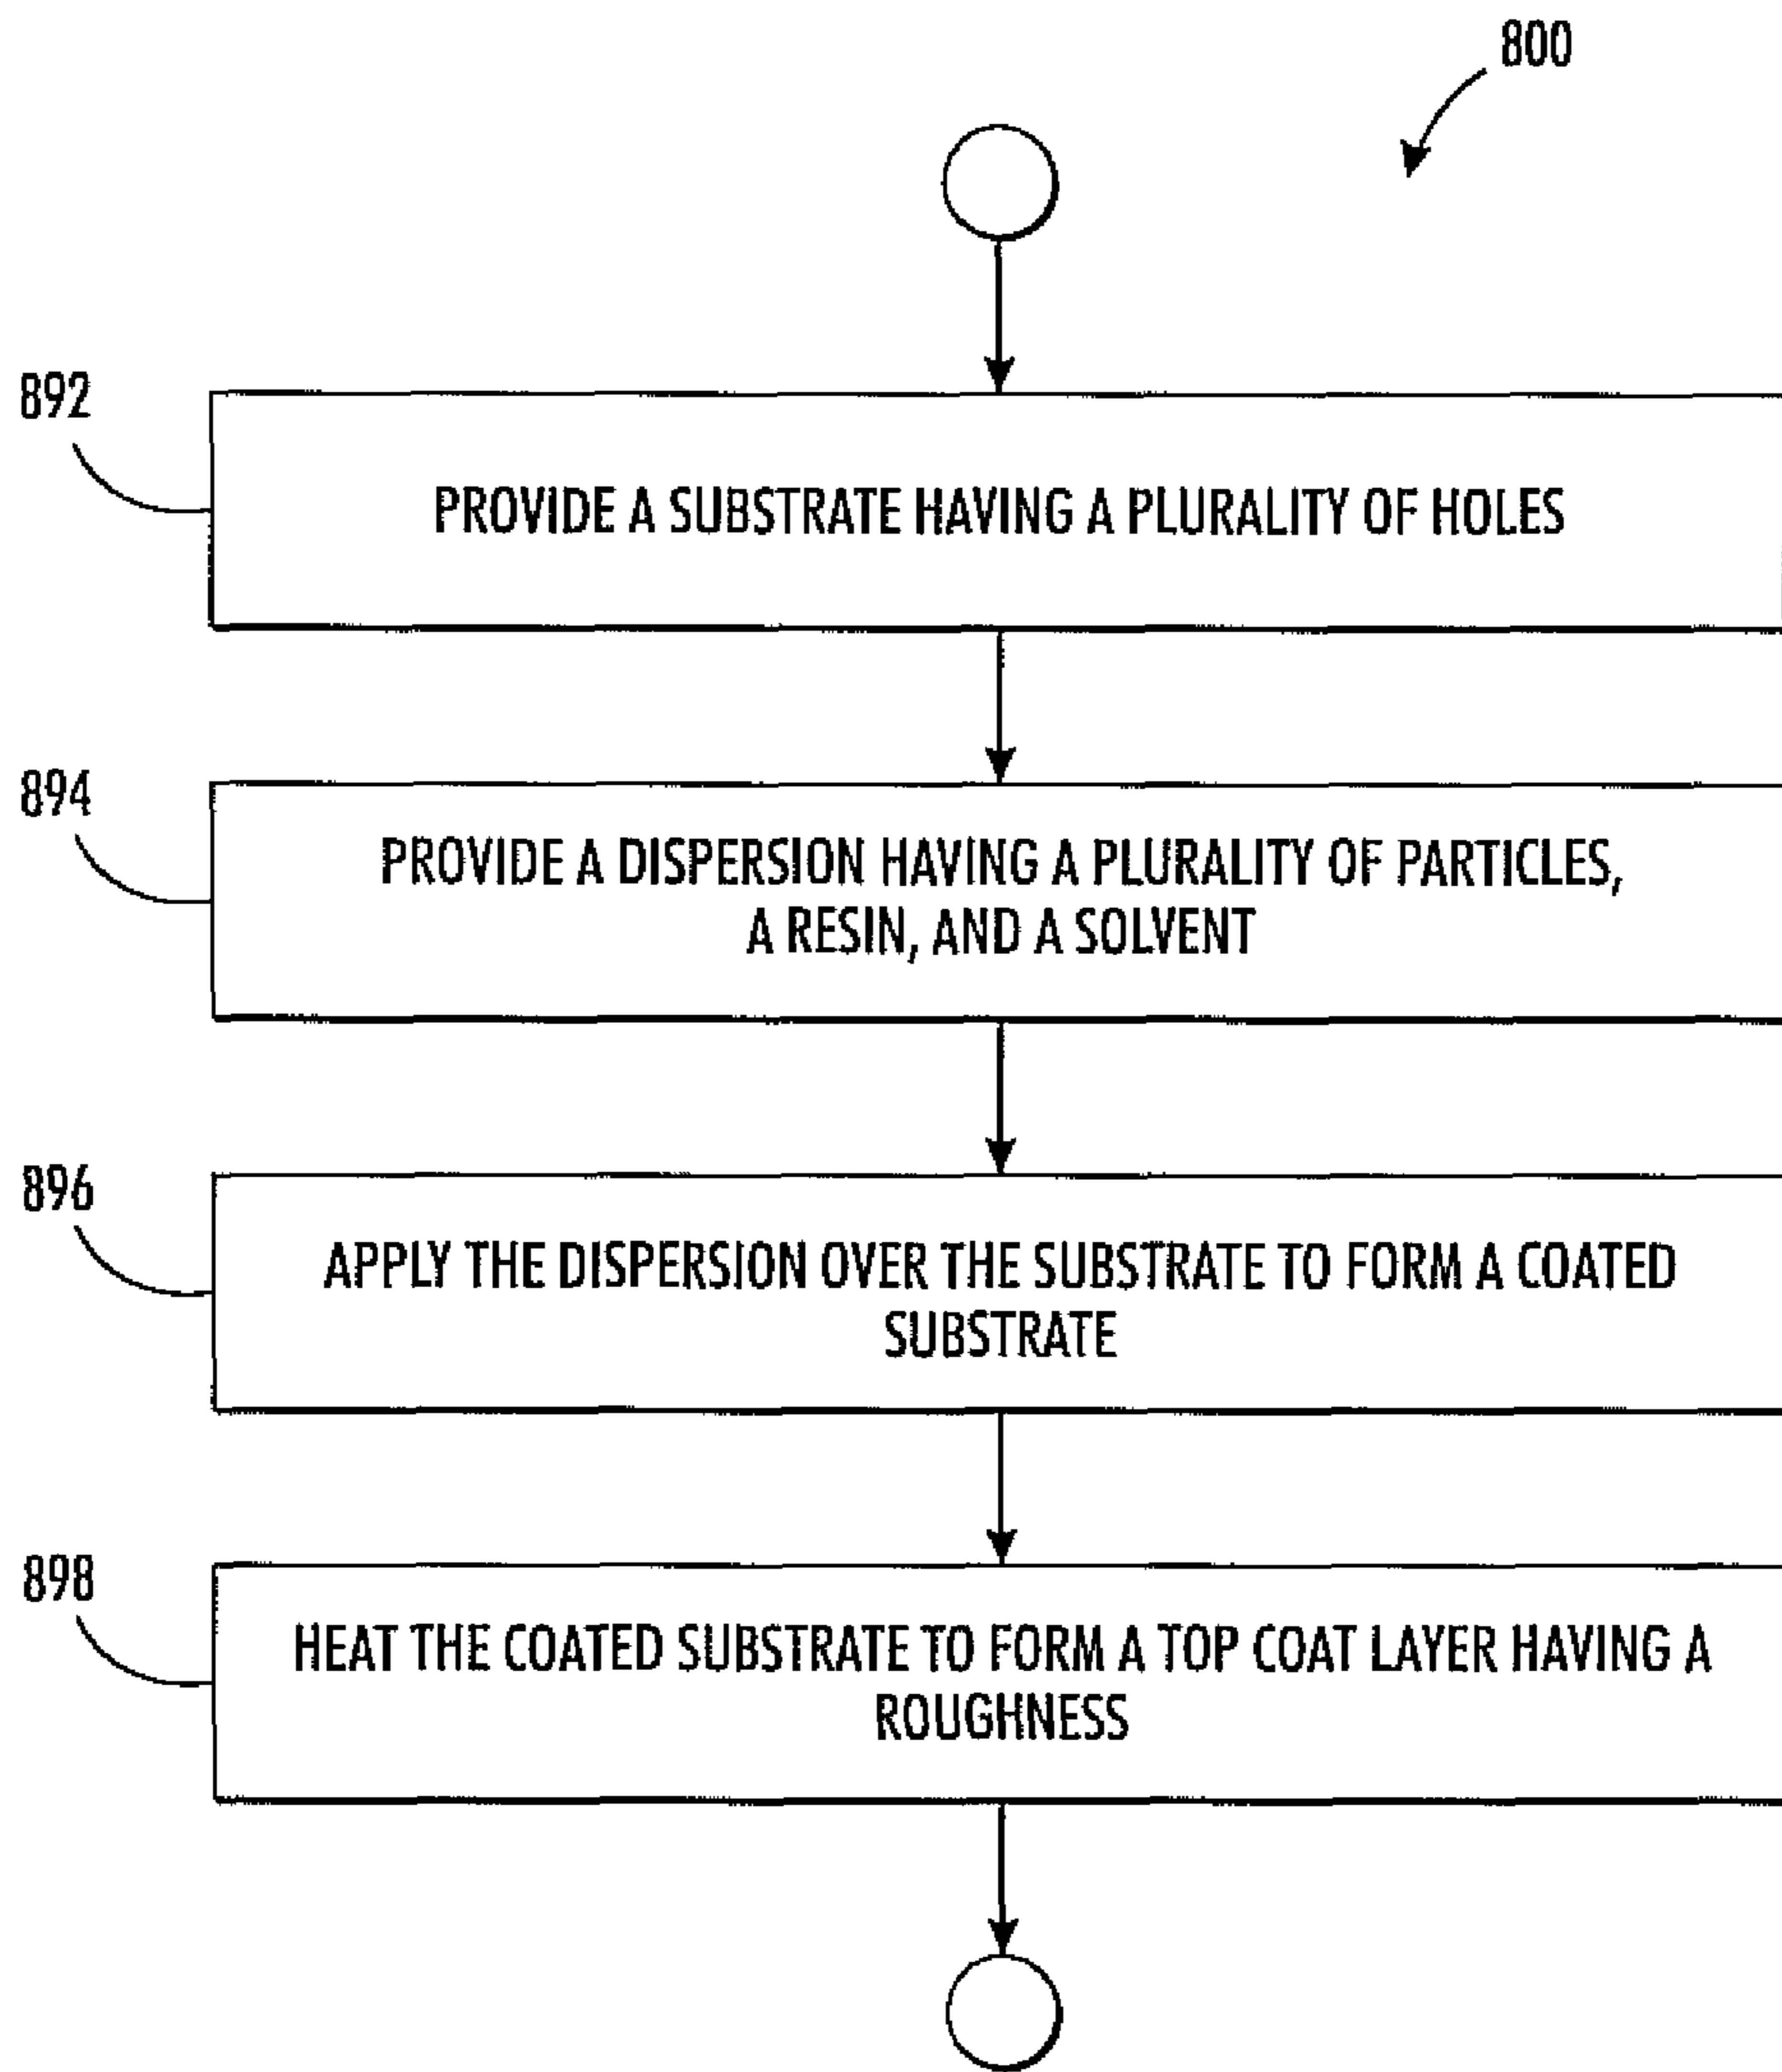 800
892
PROVIDE A SUBSTRATE HAVING A PLURALITY OF HOLES
894
PROVIDE A DISPERSION HAVING A PLURALITY OF PARTICLES,
A RESIN, AND A SOLVENT
896
APPLY THE DISPERSION OVER THE SUBSTRATE TO FORM A COATED
SUBSTRATE
898
HEAT THE COATED SUBSTRATE TO FORM A TOP COAT LAYER HAVING A
ROUGHNESS